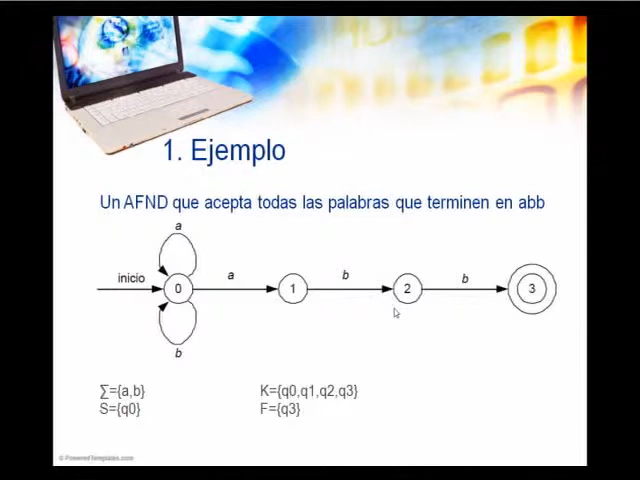 1. Ejemplo
Un AFND que acepta todas las palabras que terminen en abb
a
inicio 0 a 1 b 2 b 3
b
∑={a,b} K={q0,q1,q2,q3}
S={q0} F={q3}
© PoweredTemplates.com